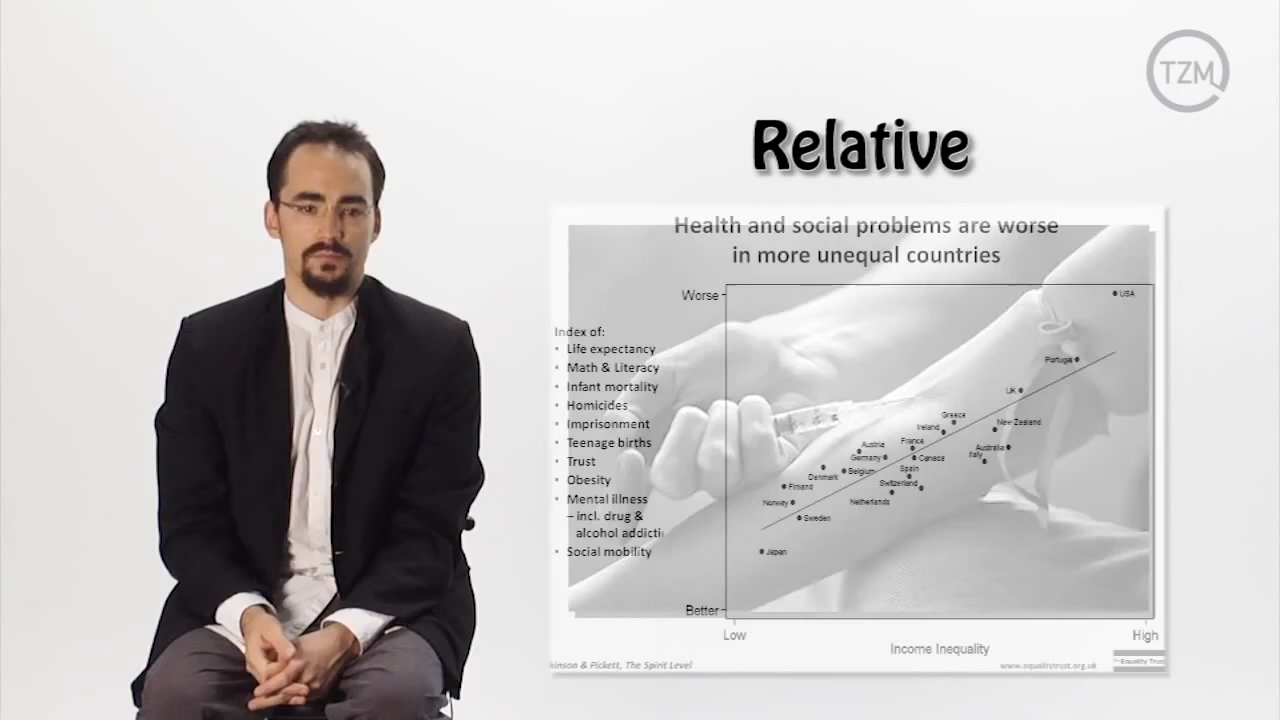 TZM
Relative
Health and social problems are worse
in more unequal countries
Worse
USA
Index of:
• Life expectancy
• Math & Literacy
• Infant mortality
• Homicides
• Imprisonment
• Teenage births
• Trust
• Obesity
• Mental illness
– incl. drug &
alcohol addicti
• Social mobility
Portugal
UK
Greece
Ireland
New Zealand
Austria
France
Australia
Germany
Canada
Italy
Denmark
Belgium
Spain
Finland
Switzerland
Norway
Netherlands
Sweden
Japan
Better
Low
High
Income Inequality
kinson & Pickett, The Spirit Level
www.equalitytrust.org.uk
Equality Trust